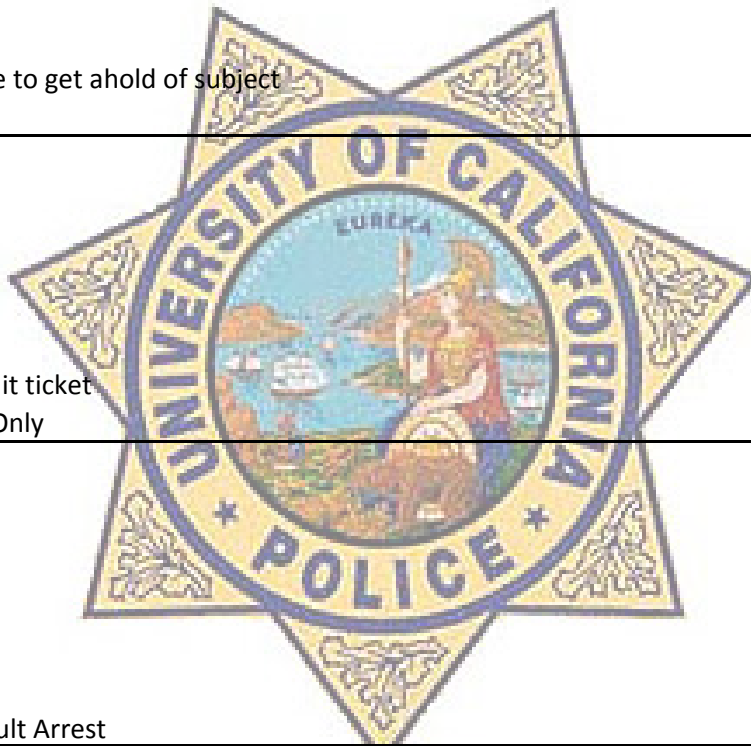 e to get ahold of subject
UNIVERSITY OF CALIFORNIA
EUREKA
it ticket
Only
POLICE
ult Arrest